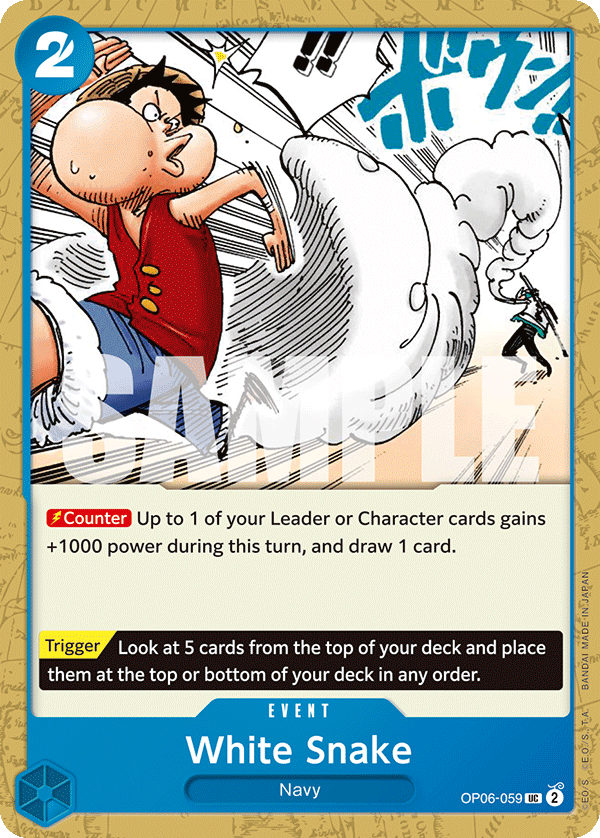 2
!!
ボウン!!
SAMPLE
Counter Up to 1 of your Leader or Character cards gains
+1000 power during this turn, and draw 1 card.
Trigger Look at 5 cards from the top of your deck and place
them at the top or bottom of your deck in any order.
EVENT
White Snake
Navy
OP06-059 UC 2
BANDAI MADE IN JAPAN